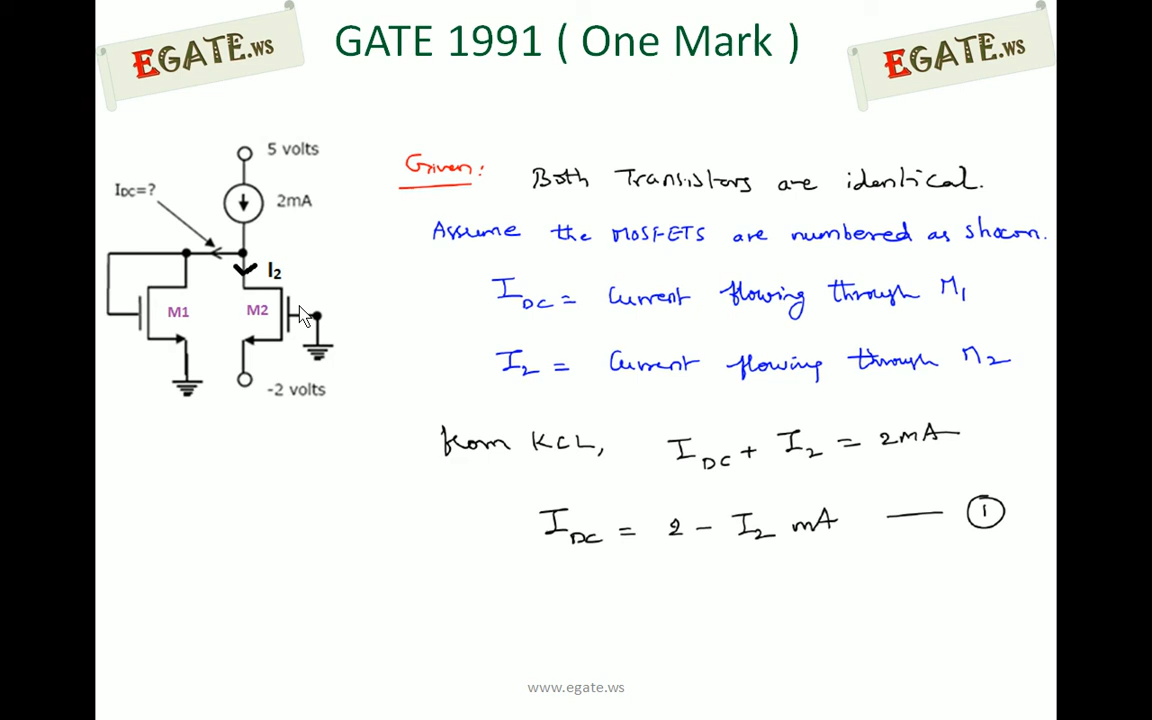 EGATE.ws
GATE 1991 ( One Mark )
EGATE.ws
5 volts
IDC=?
2mA
I2
M1
M2
-2 volts
Given:
Both Transistors are identical.
Assume the MOSFETS are numbered as shown.
IDC = Current flowing through M1
I2 = Current flowing through M2
from KCL, IDC + I2 = 2mA
IDC = 2 - I2 mA — 1
www.egate.ws